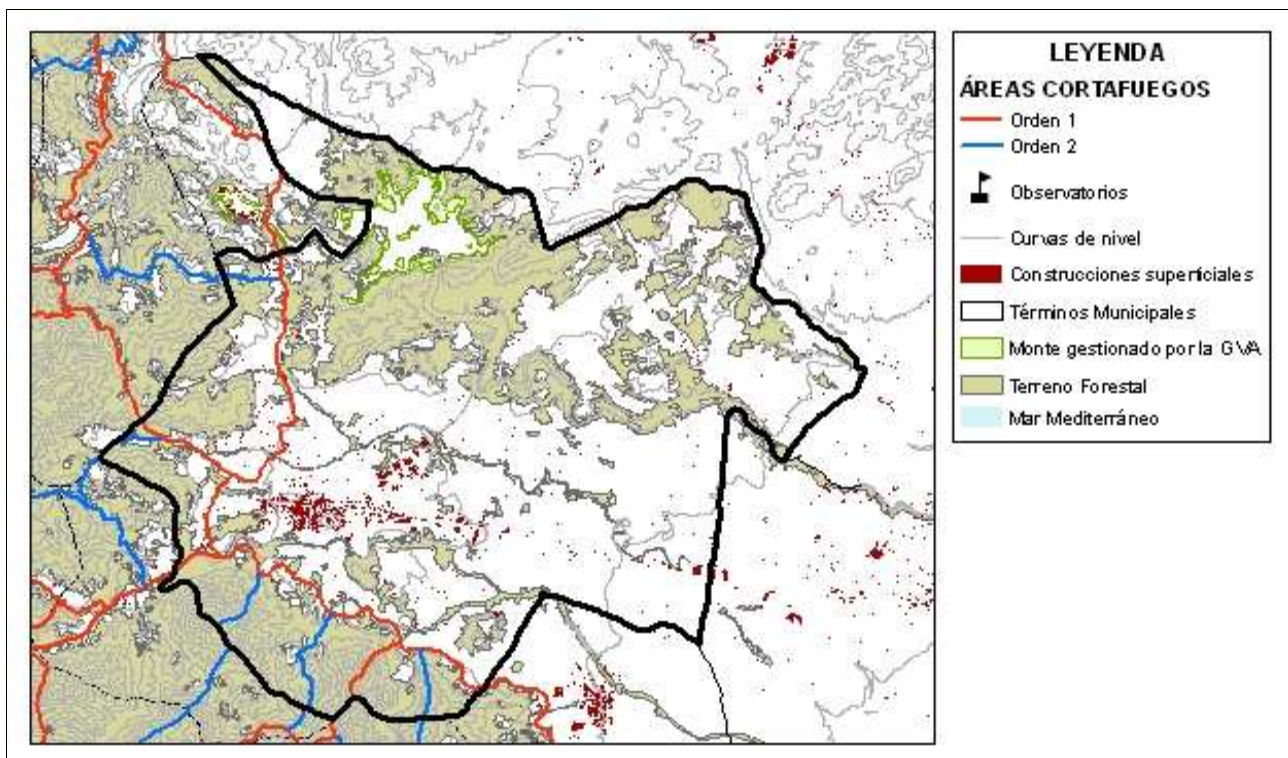 LEYENDA
ÁREAS CORTAFUEGOS
Orden 1
Orden 2
Observatorios
Curvas de nivel
Construcciones superficiales
Términos Municipales
Monte gestionado por la GVA
Terreno Forestal
Mar Mediterráneo